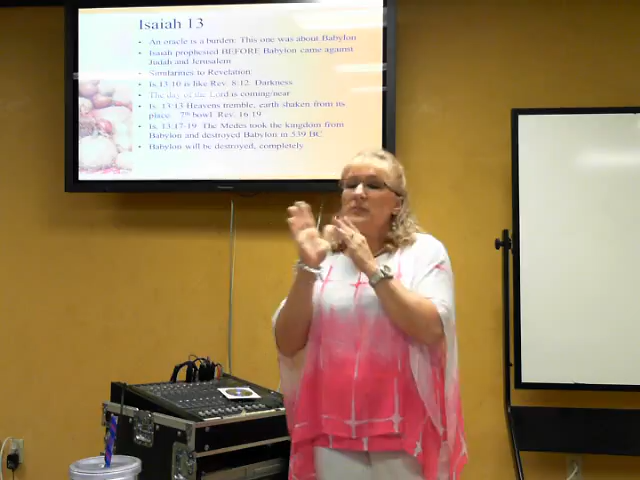 Isaiah 13
• An oracle is a burden: This one was about Babylon
• Isaiah prophesied BEFORE Babylon came against
Judah and Jerusalem
• Similarities to Revelation:
• Is 13:10 is like Rev. 8:12 Darkness
• The day of the Lord is coming/near
• Is. 13:13 Heavens tremble, earth shaken from its
place 7th bowl Rev. 16:19
• Is. 13:17-19 The Medes took the kingdom from
Babylon and destroyed Babylon in 539 BC
• Babylon will be destroyed, completely.